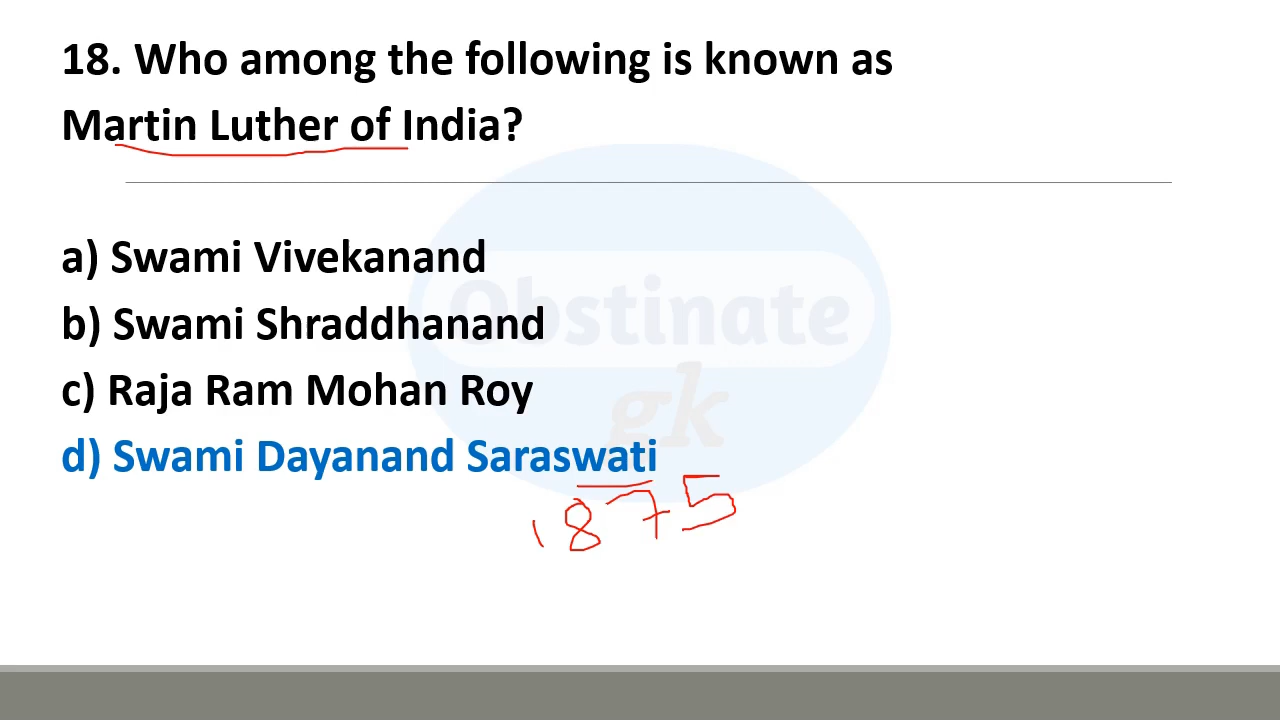 18. Who among the following is known as
Martin Luther of India?
a) Swami Vivekanand
b) Swami Shraddhanand
c) Raja Ram Mohan Roy
d) Swami Dayanand Saraswati
1875
Obstinate
gk